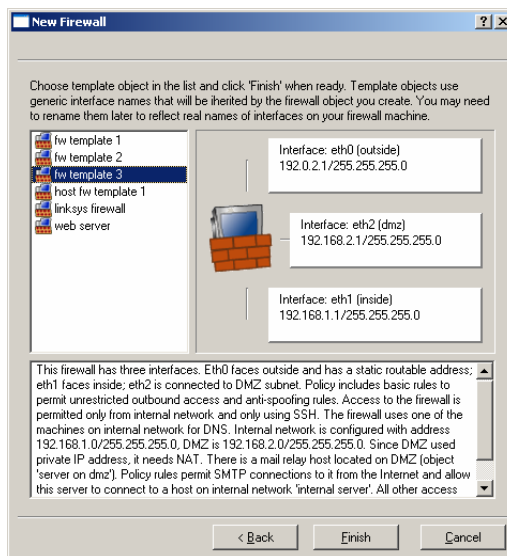 New Firewall
Choose template object in the list and click 'Finish' when ready. Template objects use
generic interface names that will be iherited by the firewall object you create. You may need
to rename them later to reflect real names of interfaces on your firewall machine.
fw template 1
fw template 2
fw template 3
host fw template 1
linksys firewall
web server
Interface: eth0 (outside)
192.0.2.1/255.255.255.0
Interface: eth2 (dmz)
192.168.2.1/255.255.255.0
Interface: eth1 (inside)
192.168.1.1/255.255.255.0
This firewall has three interfaces. Eth0 faces outside and has a static routable address;
eth1 faces inside; eth2 is connected to DMZ subnet. Policy includes basic rules to
permit unrestricted outbound access and anti-spoofing rules. Access to the firewall is
permitted only from internal network and only using SSH. The firewall uses one of the
machines on internal network for DNS. Internal network is configured with address
192.168.1.0/255.255.255.0, DMZ is 192.168.2.0/255.255.255.0. Since DMZ used
private IP address, it needs NAT. There is a mail relay host located on DMZ (object
'server on dmz'). Policy rules permit SMTP connections to it from the Internet and allow
this server to connect to a host on internal network 'internal server'. All other access
< Back
Finish
Cancel